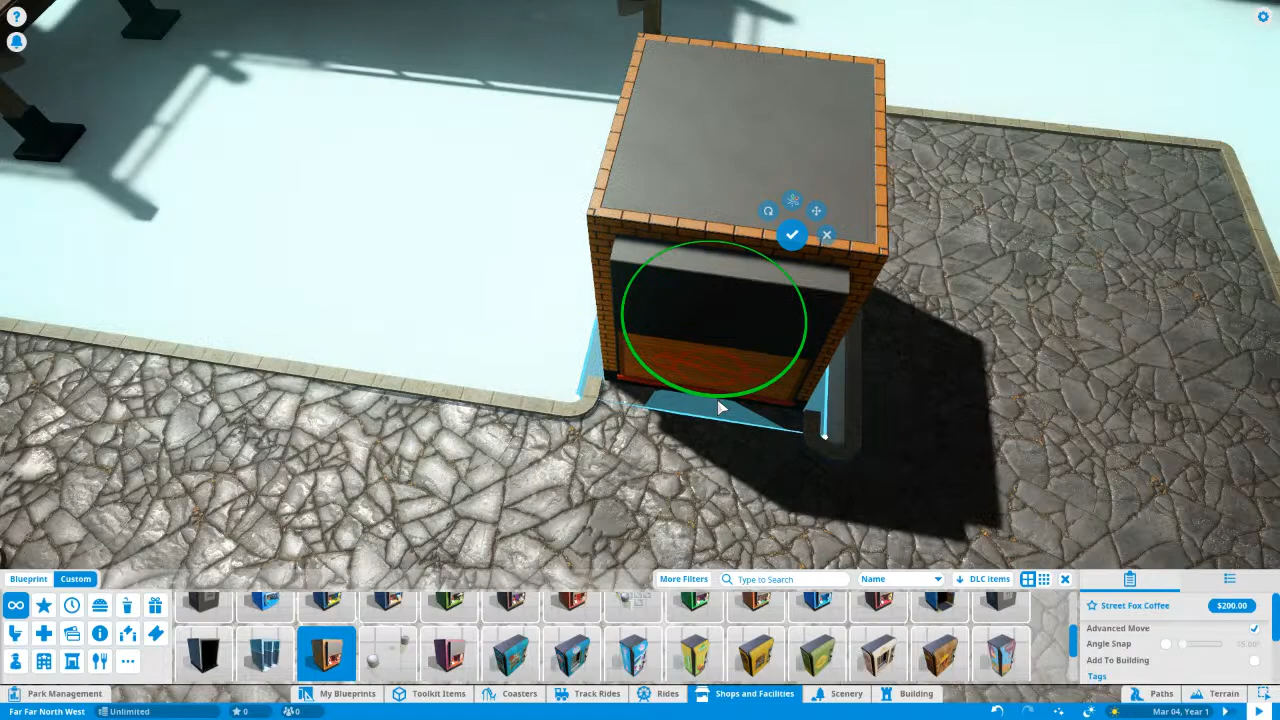 Blueprint Custom More Filters Type to Search Name DLC items
Street Fox Coffee $200.00
Advanced Move
Angle Snap 15.00°
Add To Building
Tags
Park Management My Blueprints Toolkit Items Coasters Track Rides Rides Shops and Facilities Scenery Building Paths Terrain
Far Far North West Unlimited 0 0 Mar 04, Year 1